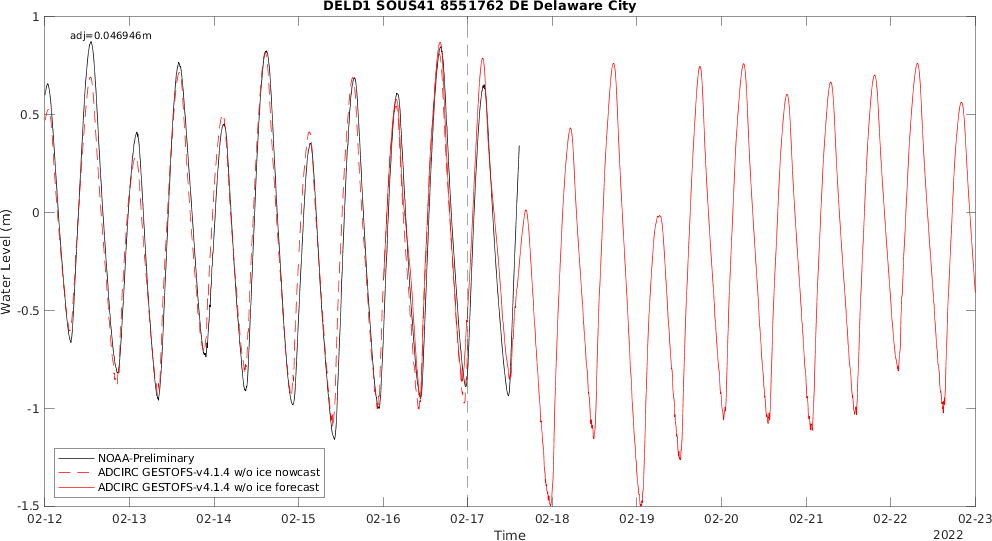 DELD1 SOUS41 8551762 DE Delaware City
adj=0.046946m
1
0.5
0
-0.5
-1
-1.5
Water Level (m)
NOAA-Preliminary
ADCIRC GESTOFS-v4.1.4 w/o ice nowcast
ADCIRC GESTOFS-v4.1.4 w/o ice forecast
02-12 02-13 02-14 02-15 02-16 02-17 02-18 02-19 02-20 02-21 02-22 02-23
Time
2022